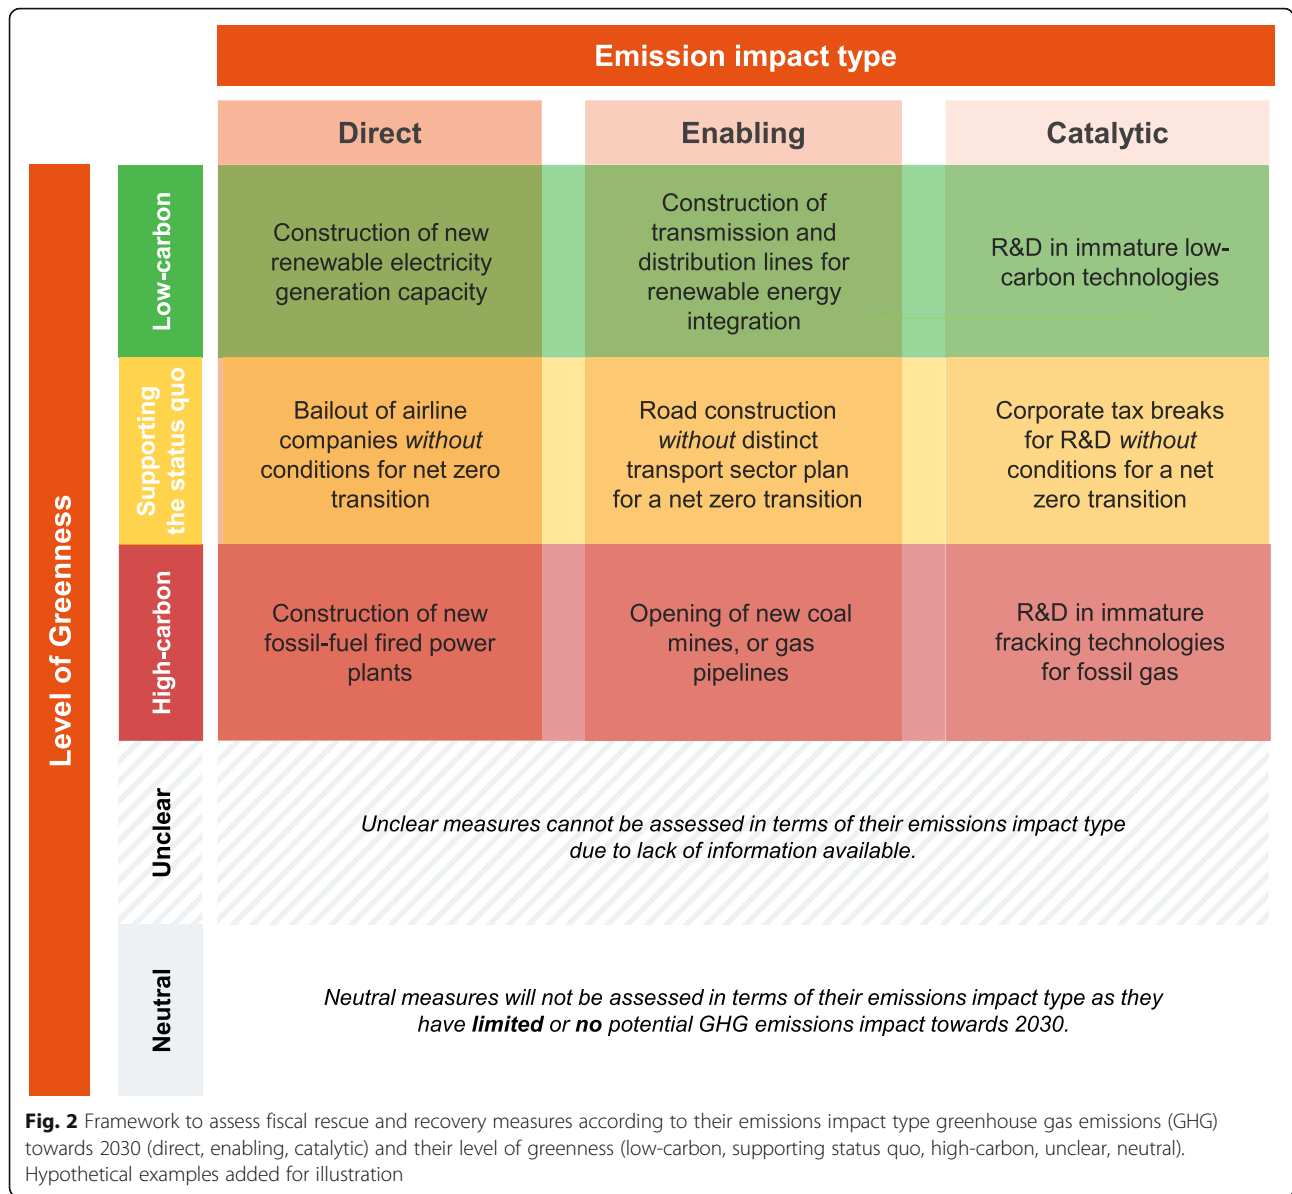 Emission impact type
Direct
Enabling
Catalytic
Level of Greenness
Low-carbon
Construction of new
renewable electricity
generation capacity
Construction of
transmission and
distribution lines for
renewable energy
integration
R&D in immature low-
carbon technologies
Supporting
the status quo
Bailout of airline
companies without
conditions for net zero
transition
Road construction
without distinct
transport sector plan
for a net zero transition
Corporate tax breaks
for R&D without
conditions for a net
zero transition
High-carbon
Construction of new
fossil-fuel fired power
plants
Opening of new coal
mines, or gas
pipelines
R&D in immature
fracking technologies
for fossil gas
Unclear
Unclear measures cannot be assessed in terms of their emissions impact type
due to lack of information available.
Neutral
Neutral measures will not be assessed in terms of their emissions impact type as they
have limited or no potential GHG emissions impact towards 2030.
Fig. 2 Framework to assess fiscal rescue and recovery measures according to their emissions impact type greenhouse gas emissions (GHG)
towards 2030 (direct, enabling, catalytic) and their level of greenness (low-carbon, supporting status quo, high-carbon, unclear, neutral).
Hypothetical examples added for illustration